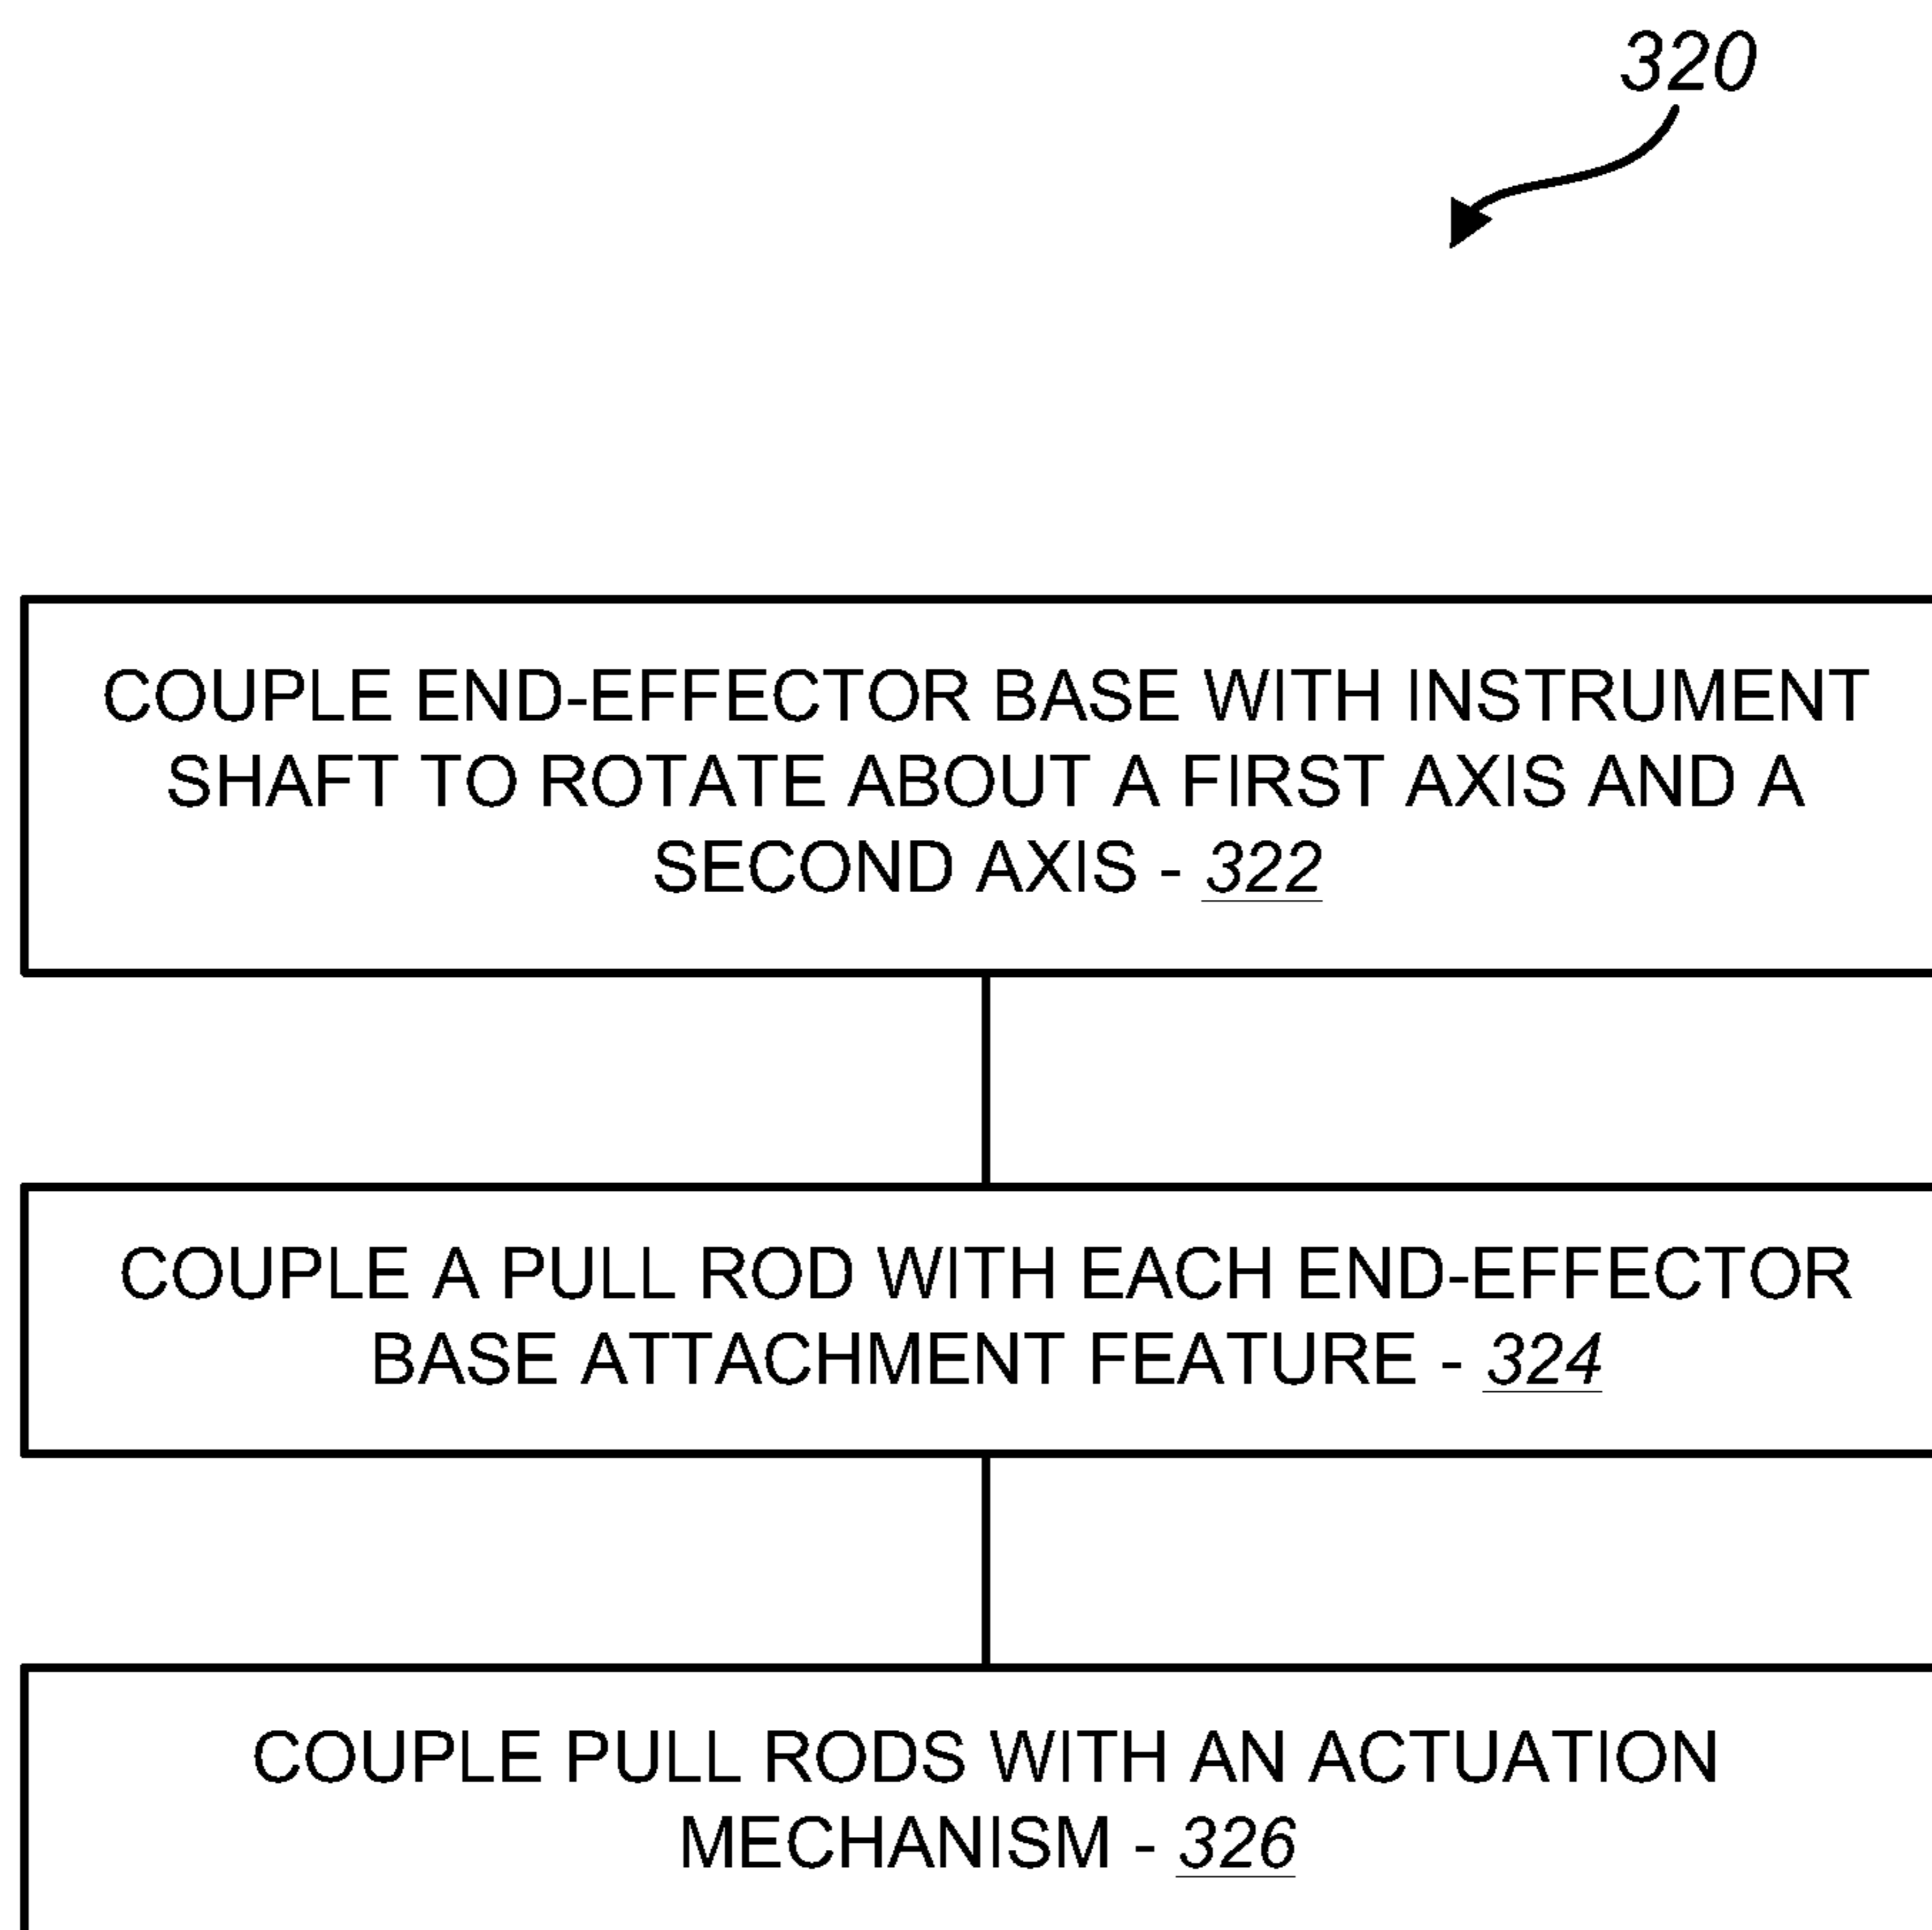 320
COUPLE END-EFFECTOR BASE WITH INSTRUMENT
SHAFT TO ROTATE ABOUT A FIRST AXIS AND A
SECOND AXIS - 322
COUPLE A PULL ROD WITH EACH END-EFFECTOR
BASE ATTACHMENT FEATURE - 324
COUPLE PULL RODS WITH AN ACTUATION
MECHANISM - 326